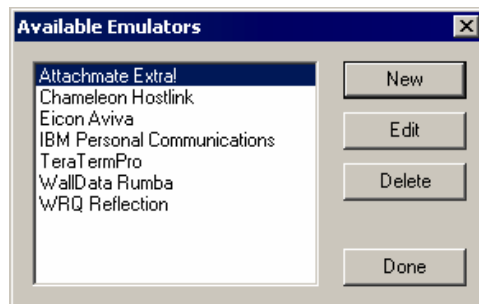 Available Emulators
Attachmate Extra!
Chameleon Hostlink
Eicon Aviva
IBM Personal Communications
TeraTermPro
WallData Rumba
WRQ Reflection
New
Edit
Delete
Done